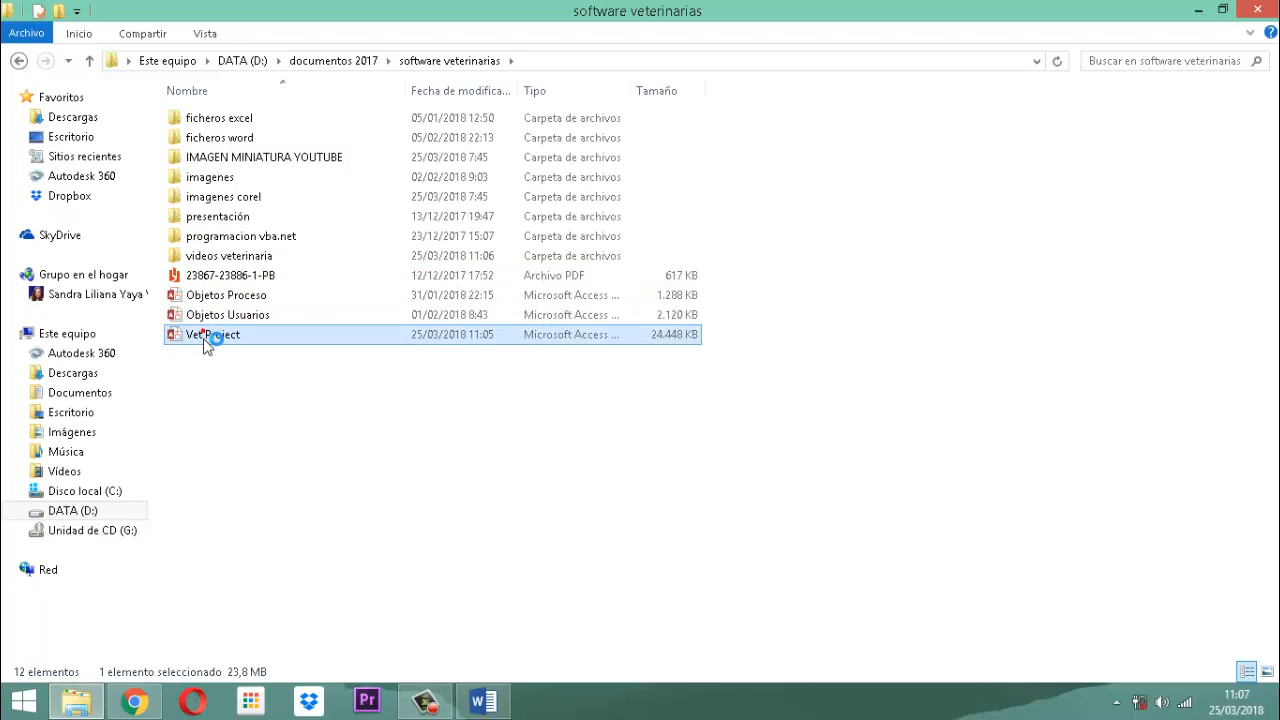 software veterinarias
Archivo Inicio Compartir Vista
Este equipo DATA (D:) documentos 2017 software veterinarias Buscar en software veterinarias
Nombre Fecha de modifica... Tipo Tamaño
ficheros excel 05/01/2018 12:50 Carpeta de archivos
ficheros word 05/02/2018 22:13 Carpeta de archivos
IMAGEN MINIATURA YOUTUBE 25/03/2018 7:45 Carpeta de archivos
imagenes 02/02/2018 9:03 Carpeta de archivos
imagenes corel 25/03/2018 7:45 Carpeta de archivos
presentación 13/12/2017 19:47 Carpeta de archivos
programacion vba.net 23/12/2017 15:07 Carpeta de archivos
videos veterinaria 25/03/2018 11:06 Carpeta de archivos
23867-23886-1-PB 12/12/2017 17:52 Archivo PDF 617 KB
Objetos Proceso 31/01/2018 22:15 Microsoft Access ... 1.288 KB
Objetos Usuarios 01/02/2018 8:43 Microsoft Access ... 2.120 KB
Vet Project 25/03/2018 11:05 Microsoft Access ... 24.448 KB
Favoritos
Descargas
Escritorio
Sitios recientes
Autodesk 360
Dropbox
SkyDrive
Grupo en el hogar
Sandra Liliana Yaya
Este equipo
Autodesk 360
Descargas
Documentos
Escritorio
Imágenes
Música
Vídeos
Disco local (C:)
DATA (D:)
Unidad de CD (G:)
Red
12 elementos 1 elemento seleccionado 23,8 MB
Pr
11:07
25/03/2018